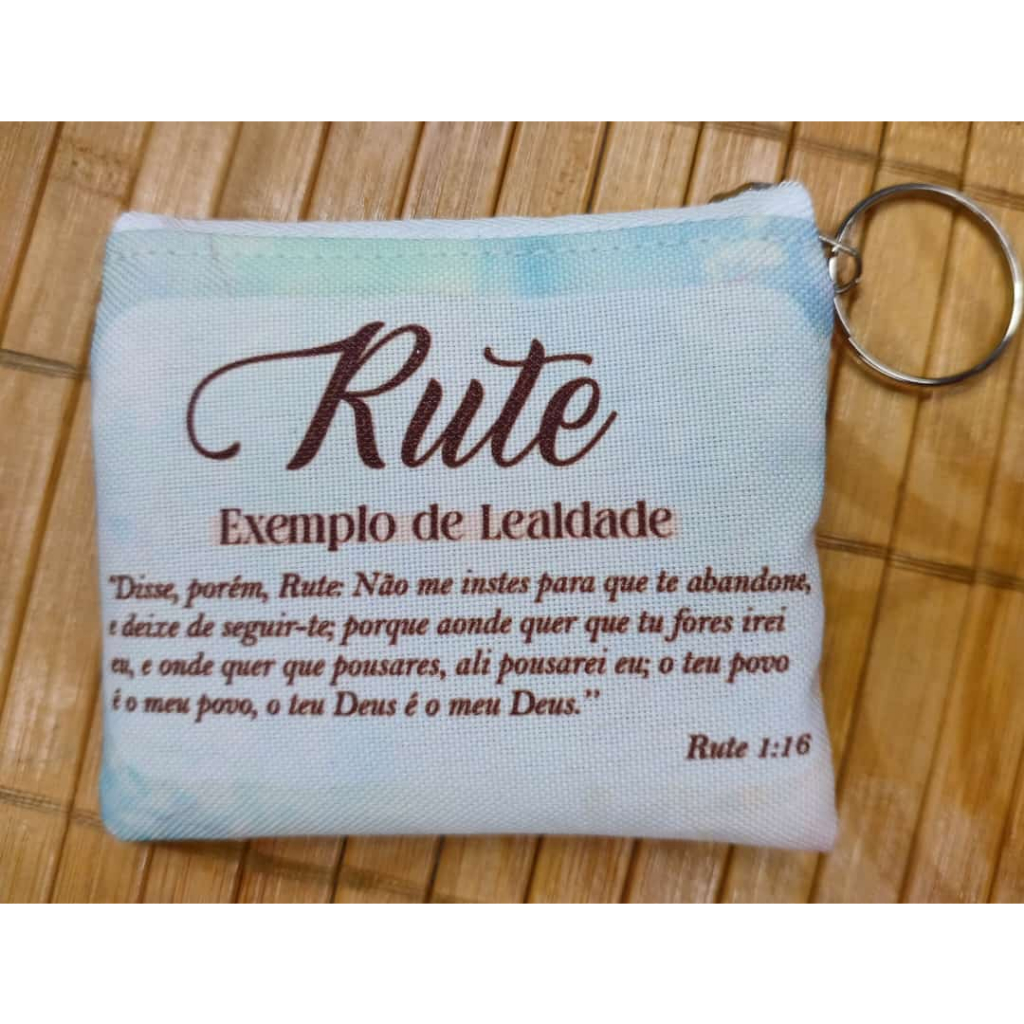 Rute
Exemplo de Lealdade
"Disse, porém, Rute: Não me instes para que te abandone,
e deixe de seguir-te; porque aonde quer que tu fores irei
eu, e onde quer que pousares, ali pousarei eu; o teu povo
é o meu povo, o teu Deus é o meu Deus."
Rute 1:16